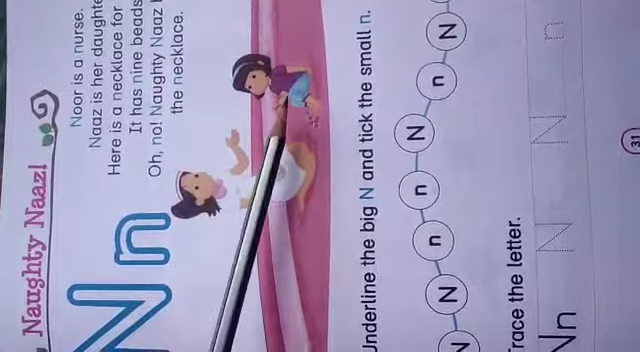 Naughty Naaz!
Nn
Noor is a nurse.
Naaz is her
Here is a necklace for
It has nine beads
Oh, no! Naughty Naaz
the necklace.
Underline the big N and tick the small n.
N N n n N n N
Trace the letter.
Nn N N n
31